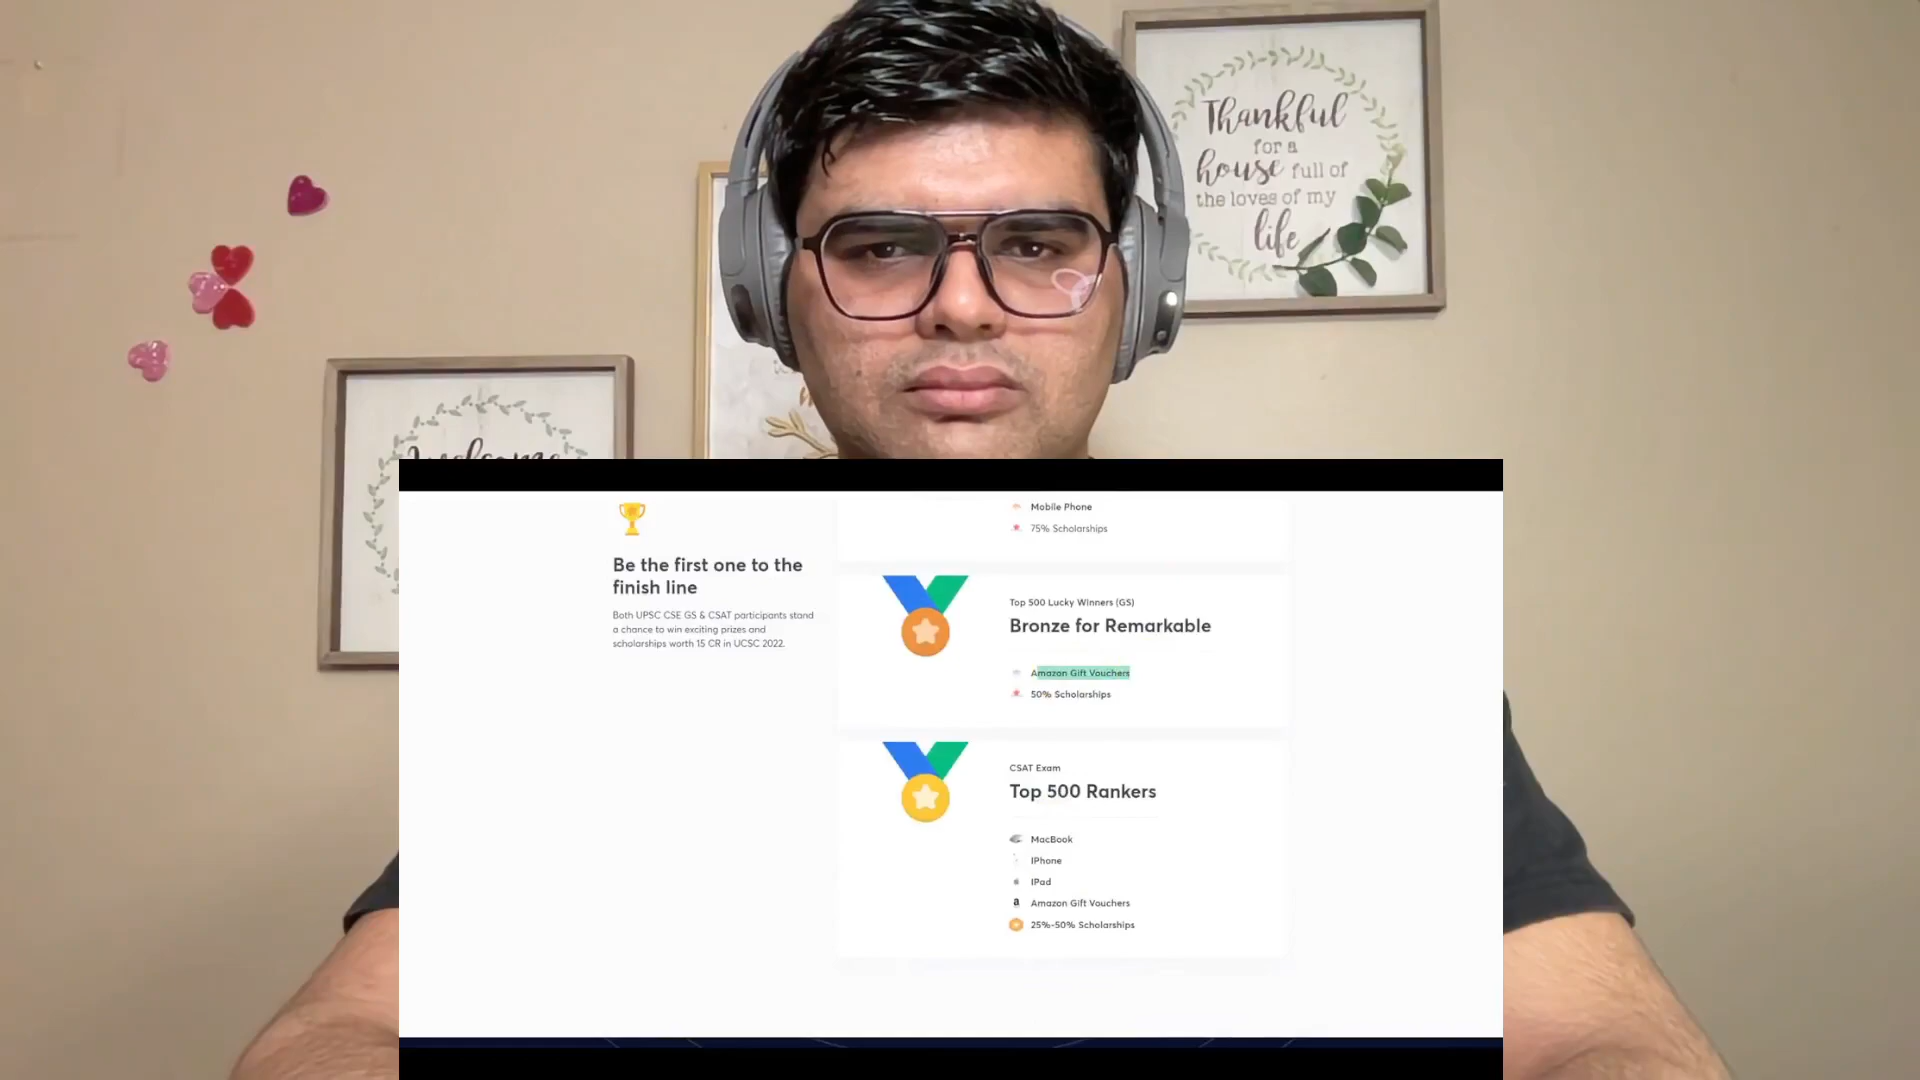 Thankful
for a
house full of
the loves of my
life
Welcome
Be the first one to the
finish line
Both UPSC CSE GS & CSAT participants stand
a chance to win exciting prizes and
scholarships worth 15 CR in UCSC 2022.
Mobile Phone
75% Scholarships
Top 500 Lucky Winners (GS)
Bronze for Remarkable
Amazon Gift Vouchers
50% Scholarships
CSAT Exam
Top 500 Rankers
MacBook
IPhone
IPad
Amazon Gift Vouchers
25%-50% Scholarships